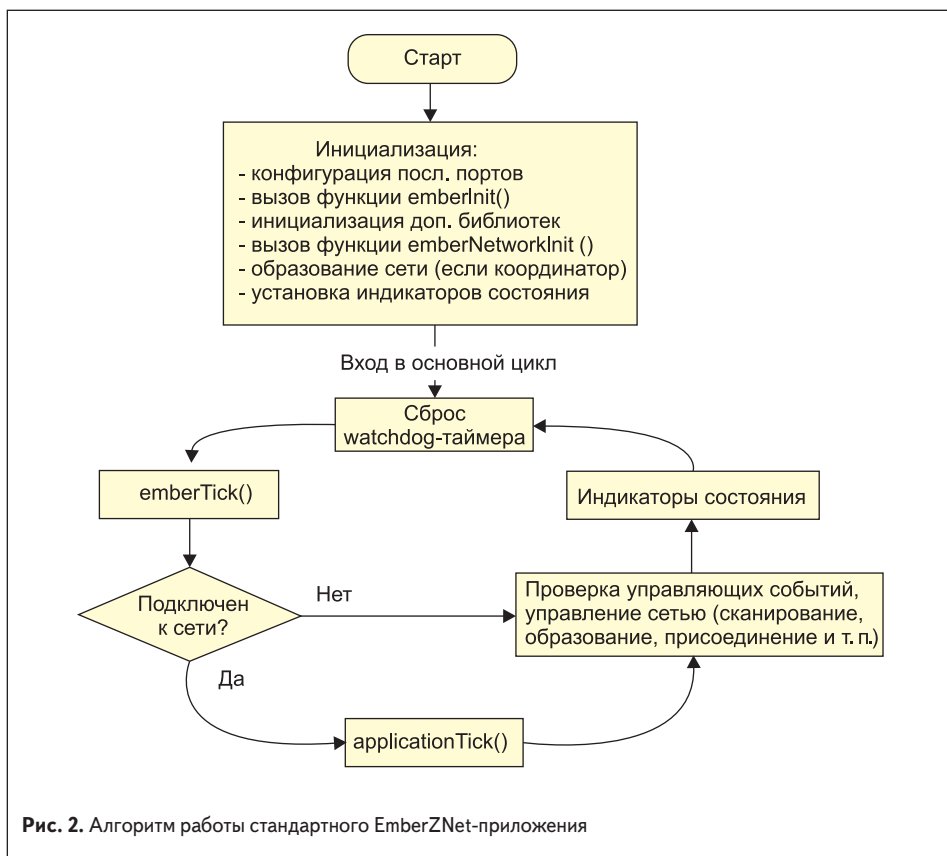 Старт
Инициализация:
- конфигурация посл. портов
- вызов функции emberInit()
- инициализация доп. библиотек
- вызов функции emberNetworkInit ()
- образование сети (если координатор)
- установка индикаторов состояния
Вход в основной цикл
Сброс
watchdog-таймера
emberTick()
Индикаторы состояния
Подключен
к сети?
Нет
Проверка управляющих событий,
управление сетью (сканирование,
образование, присоединение и т. п.)
Да
applicationTick()
Рис. 2. Алгоритм работы стандартного EmberZNet-приложения